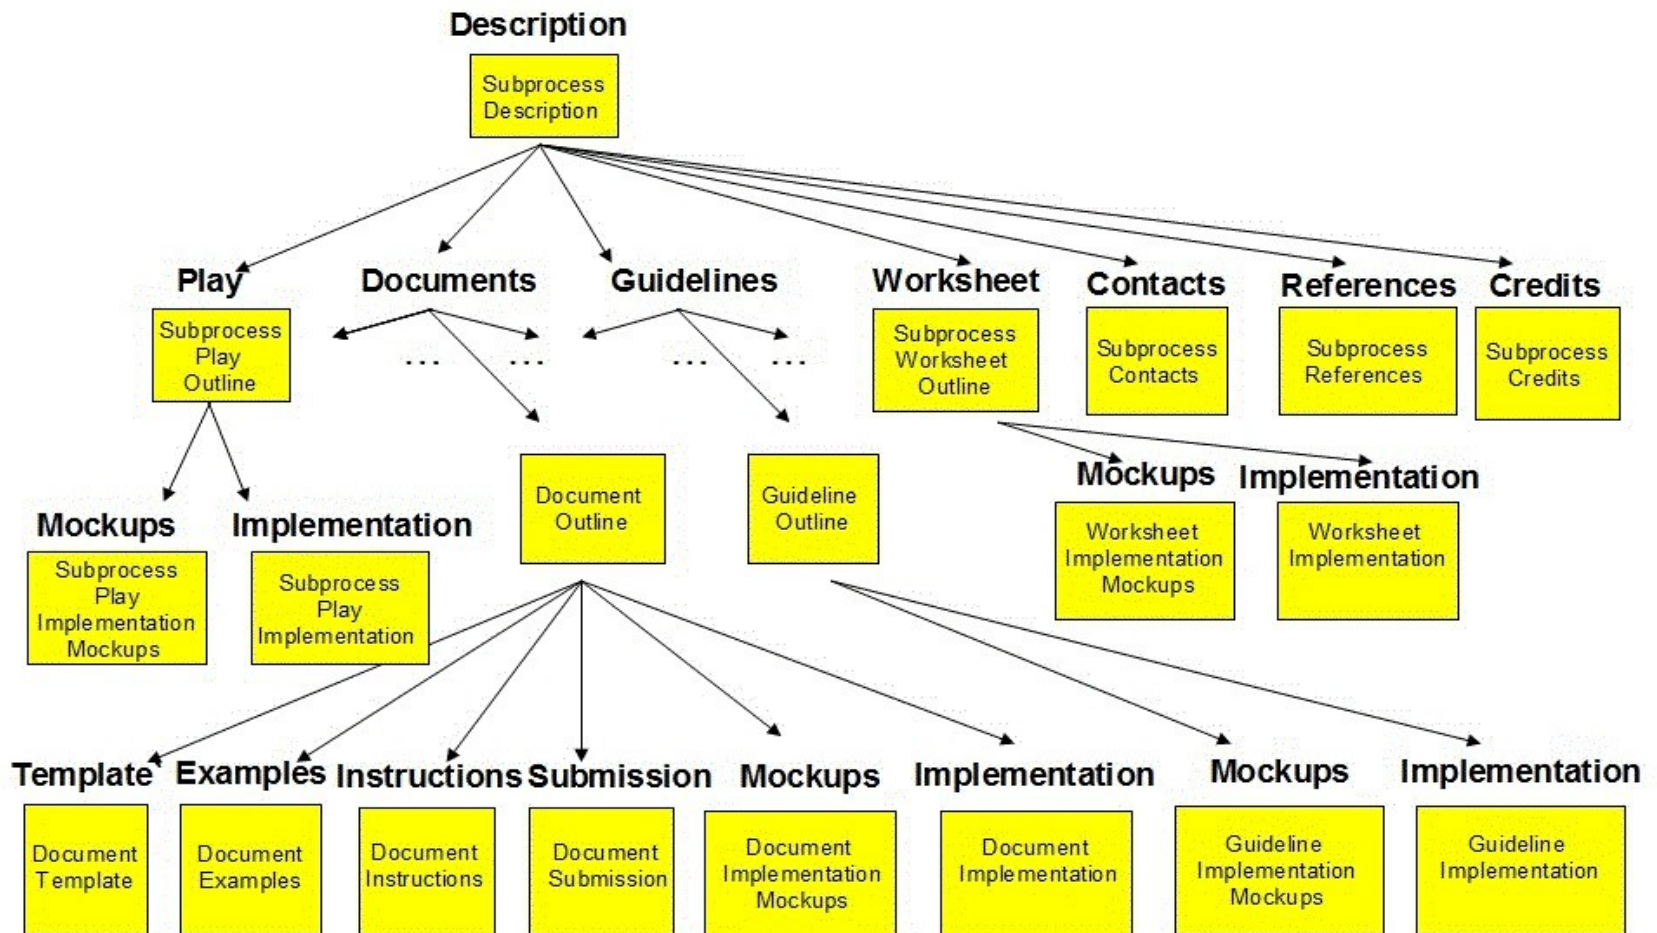 Description
Subprocess
Description
Play
Documents
Guidelines
Worksheet
Contacts
References
Credits
Subprocess
Play
Outline
... ...
... ...
Subprocess
Worksheet
Outline
Subprocess
Contacts
Subprocess
References
Subprocess
Credits
Mockups
Implementation
Subprocess
Play
Implementation
Mockups
Subprocess
Play
Implementation
Document
Outline
Guideline
Outline
Mockups
Implementation
Worksheet
Implementation
Mockups
Worksheet
Implementation
Template
Examples
Instructions
Submission
Mockups
Implementation
Mockups
Implementation
Document
Template
Document
Examples
Document
Instructions
Document
Submission
Document
Implementation
Mockups
Document
Implementation
Guideline
Implementation
Mockups
Guideline
Implementation